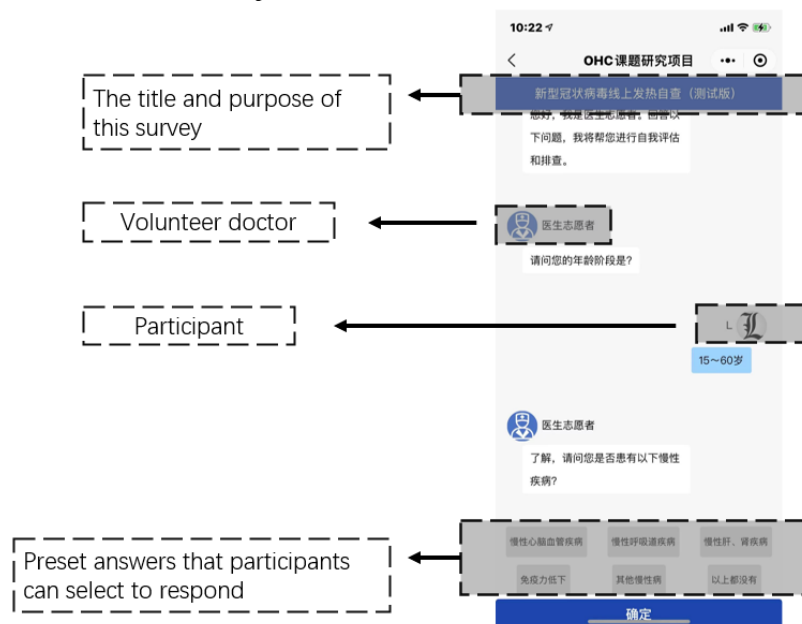 10:22
OHC课题研究项目
The title and purpose of
this survey
新型冠状病毒线上发热自查（测试版）
您好，我是医生志愿者。回答以
下问题，我将帮您进行自我评估
和排查。
Volunteer doctor
医生志愿者
请问您的年龄阶段是?
Participant
L
15～60岁
医生志愿者
了解，请问您是否患有以下慢性
疾病?
Preset answers that participants
can select to respond
慢性心脑血管疾病 慢性呼吸道疾病 慢性肝、肾疾病
免疫力低下 其他慢性病 以上都没有
确定